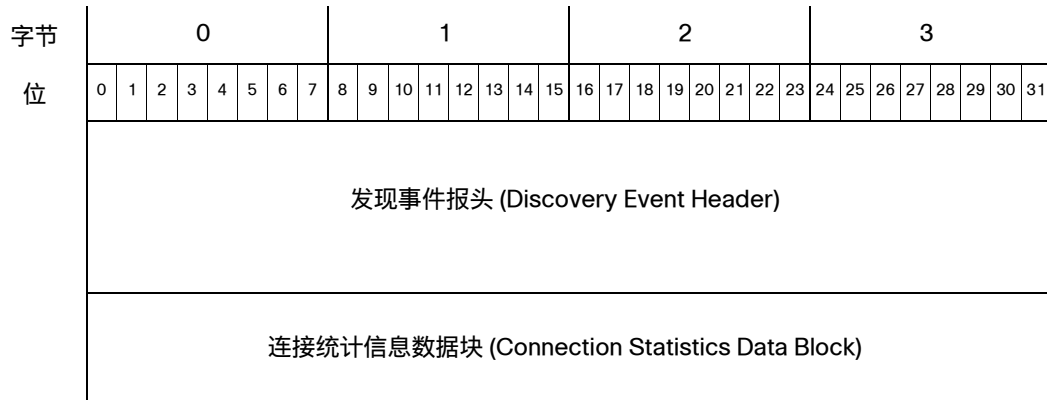 字节 0 1 2 3
位 0 1 2 3 4 5 6 7 8 9 10 11 12 13 14 15 16 17 18 19 20 21 22 23 24 25 26 27 28 29 30 31
发现事件报头 (Discovery Event Header)
连接统计信息数据块 (Connection Statistics Data Block)